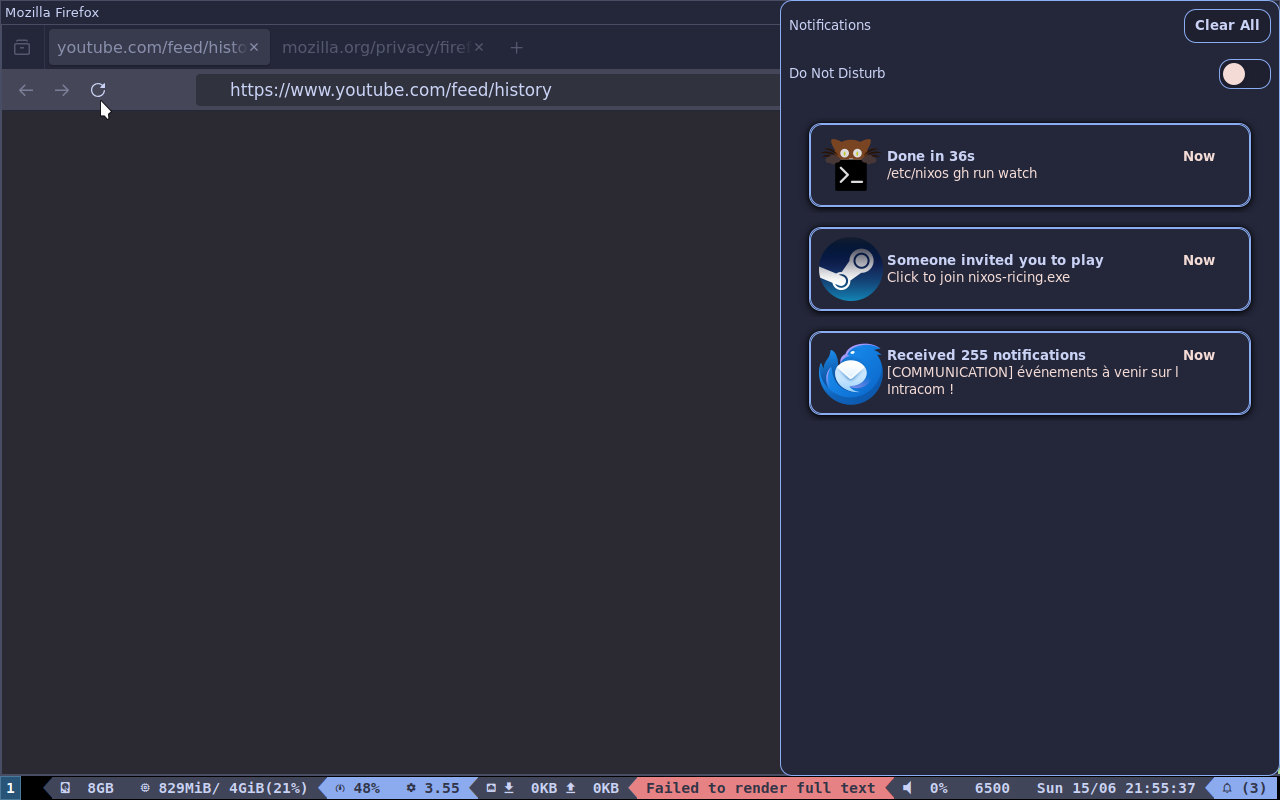 Mozilla Firefox
youtube.com/feed/histo
mozilla.org/privacy/firef
https://www.youtube.com/feed/history
Notifications
Clear All
Do Not Disturb
Done in 36s
Now
/etc/nixos gh run watch
Someone invited you to play
Now
Click to join nixos-ricing.exe
Received 255 notifications
Now
[COMMUNICATION] événements à venir sur l
Intracom !
1 8GB 829MiB/ 4GiB(21%) 48% 3.55 0KB 0KB Failed to render full text 0% 6500 Sun 15/06 21:55:37 (3)